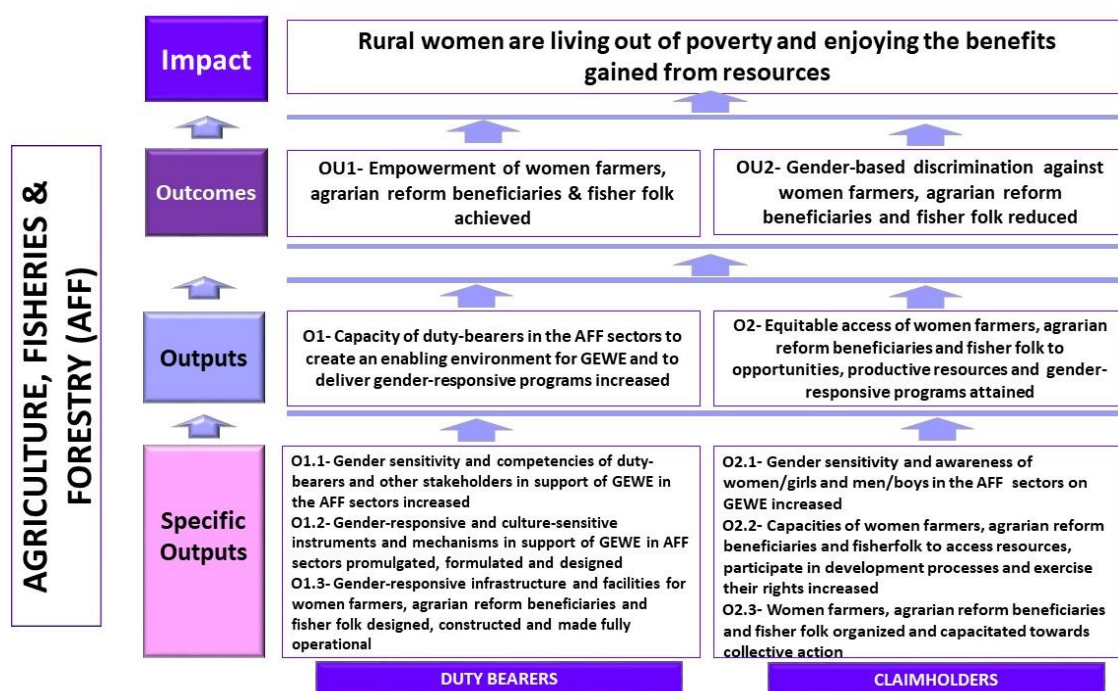 AGRICULTURE, FISHERIES &
FORESTRY (AFF)
Impact
Rural women are living out of poverty and enjoying the benefits
gained from resources
Outcomes
OU1- Empowerment of women farmers,
agrarian reform beneficiaries & fisher folk
achieved
OU2- Gender-based discrimination against
women farmers, agrarian reform
beneficiaries and fisher folk reduced
Outputs
O1- Capacity of duty-bearers in the AFF sectors to
create an enabling environment for GEWE and to
deliver gender-responsive programs increased
O2- Equitable access of women farmers, agrarian
reform beneficiaries and fisher folk to
opportunities, productive resources and gender-
responsive programs attained
Specific
Outputs
O1.1- Gender sensitivity and competencies of duty-
bearers and other stakeholders in support of GEWE in
the AFF sectors increased
O1.2- Gender-responsive and culture-sensitive
instruments and mechanisms in support of GEWE in AFF
sectors promulgated, formulated and designed
O1.3- Gender-responsive infrastructure and facilities for
women farmers, agrarian reform beneficiaries and
fisher folk designed, constructed and made fully
operational
O2.1- Gender sensitivity and awareness of
women/girls and men/boys in the AFF sectors on
GEWE increased
O2.2- Capacities of women farmers, agrarian reform
beneficiaries and fisherfolk to access resources,
participate in development processes and exercise
their rights increased
O2.3- Women farmers, agrarian reform beneficiaries
and fisher folk organized and capacitated towards
collective action
DUTY BEARERS
CLAIMHOLDERS